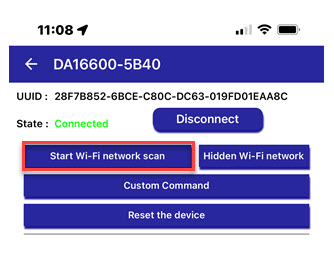 11:08
← DA16600-5B40
UUID : 28F7B852-6BCE-C80C-DC63-019FD01EAA8C
State : Connected Disconnect
Start Wi-Fi network scan Hidden Wi-Fi network
Custom Command
Reset the device